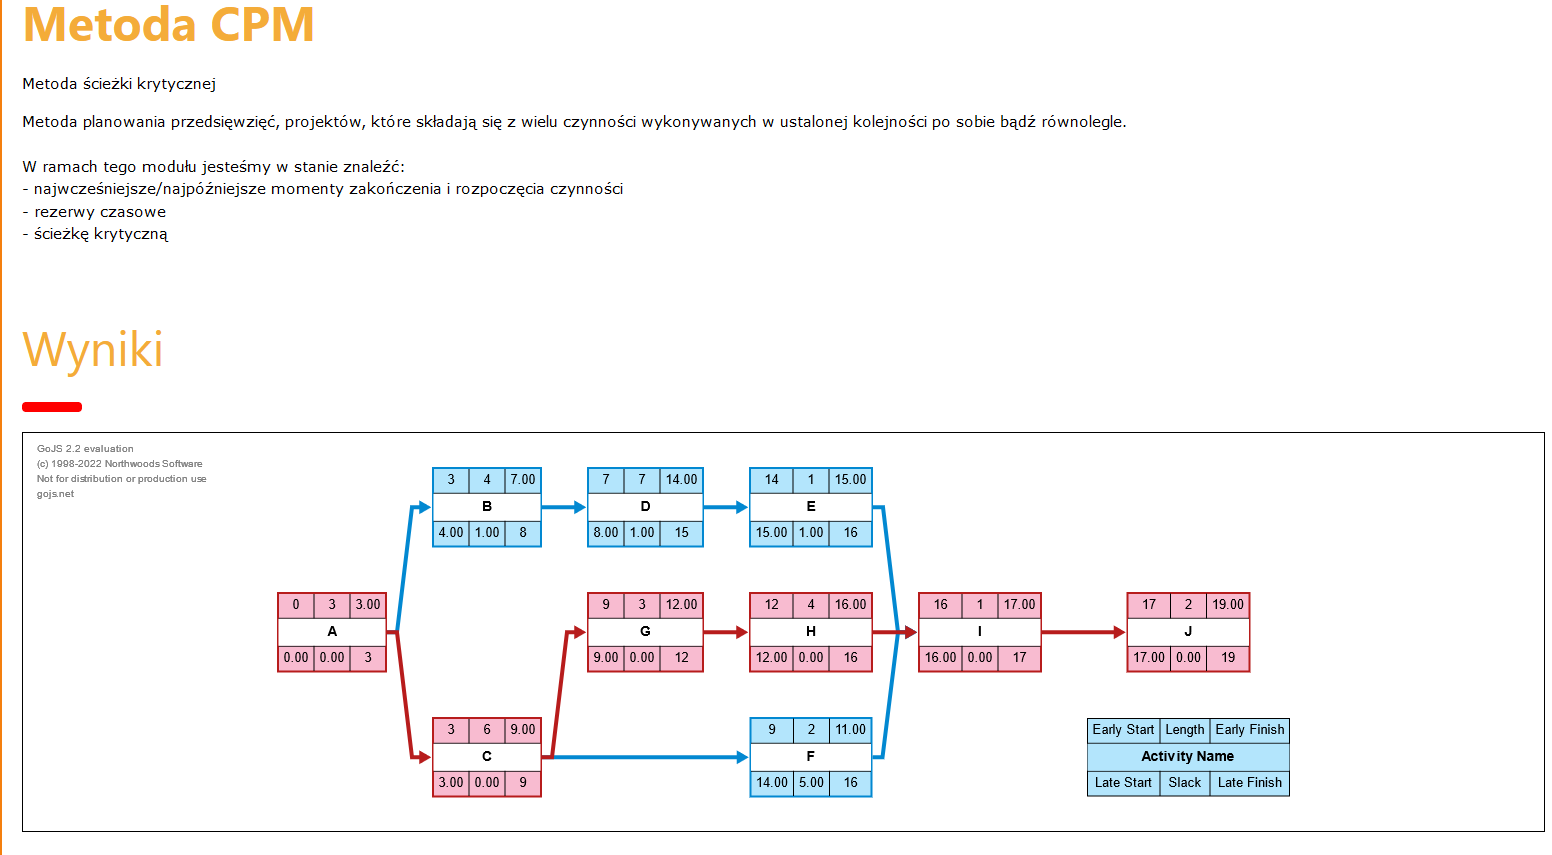 Metoda CPM
Metoda ścieżki krytycznej
Metoda planowania przedsięwzięć, projektów, które składają się z wielu czynności wykonywanych w ustalonej kolejności po sobie bądź równolegle.
W ramach tego modułu jesteśmy w stanie znaleźć:
- najwcześniejsze/najpóźniejsze momenty zakończenia i rozpoczęcia czynności
- rezerwy czasowe
- ścieżkę krytyczną
Wyniki
GoJS 2.2 evaluation
(c) 1998-2022 Northwoods Software
Not for distribution or production use
gojs.net
3 4 7.00
B
4.00 1.00 8
7 7 14.00
D
8.00 1.00 15
14 1 15.00
E
15.00 1.00 16
0 3 3.00
A
0.00 0.00 3
9 3 12.00
G
9.00 0.00 12
12 4 16.00
H
12.00 0.00 16
16 1 17.00
I
16.00 0.00 17
17 2 19.00
J
17.00 0.00 19
3 6 9.00
C
3.00 0.00 9
9 2 11.00
F
14.00 5.00 16
Early Start Length Early Finish
Activity Name
Late Start Slack Late Finish